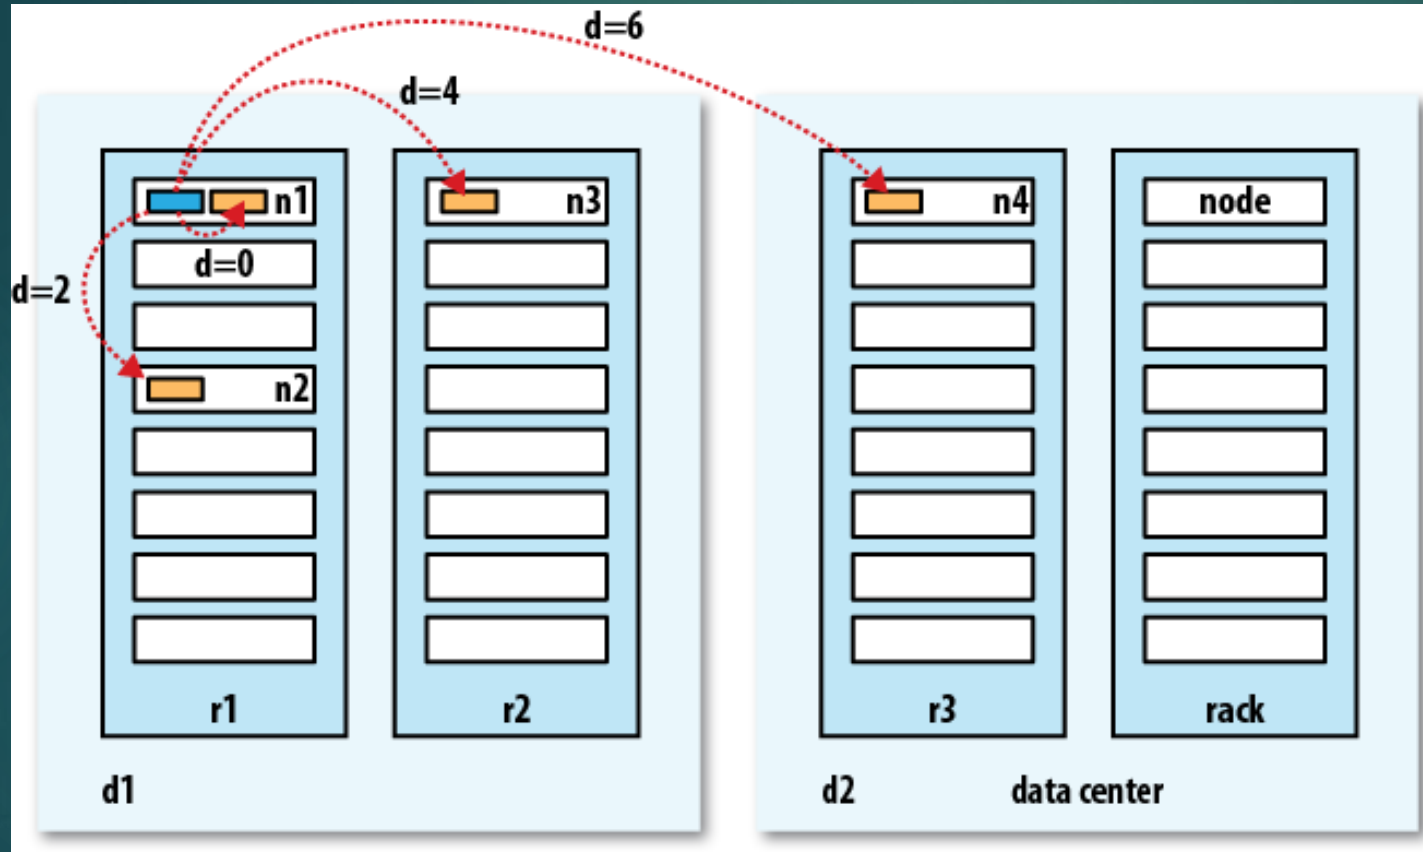 d=6
d=4
n1
n3
n4
node
d=0
d=2
n2
r1
r2
r3
rack
d1
d2
data center